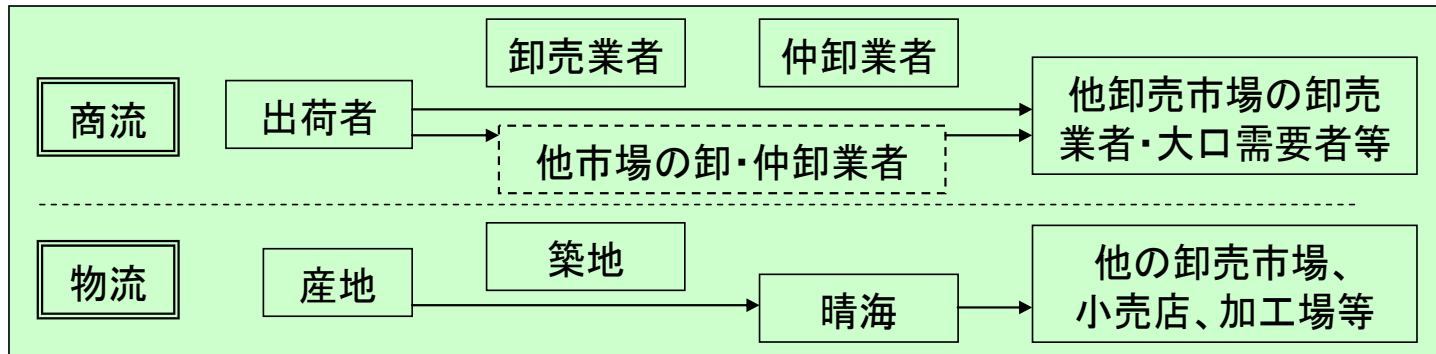 卸売業者
仲卸業者
商流
出荷者
他卸売市場の卸売
業者・大口需要者等
他市場の卸・仲卸業者
物流
産地
築地
晴海
他の卸売市場、
小売店、加工場等